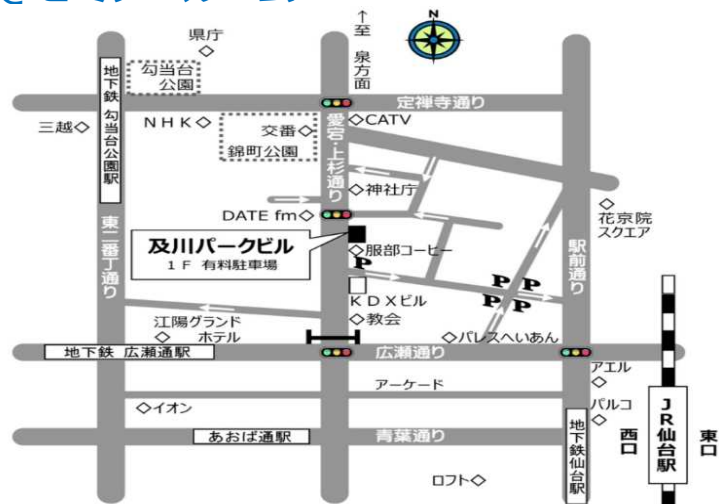 ↑至 泉方面
N
県庁
勾当台
公園
地下鉄 勾当台公園駅
定禅寺通り
三越
NHK
交番
錦町公園
CATV
愛宕・上杉通り
神社庁
DATE fm
花京院
スクエア
東二番丁通り
及川パークビル
1F 有料駐車場
服部コーヒー
P
駅前通り
P P
P P
KDXビル
教会
江陽グランド
ホテル
パレスへいあん
地下鉄 広瀬通駅
広瀬通り
アエル
アーケード
イオン
パルコ
JR仙台駅
西口
東口
あおば通駅
青葉通り
地下鉄仙台駅
ロフト